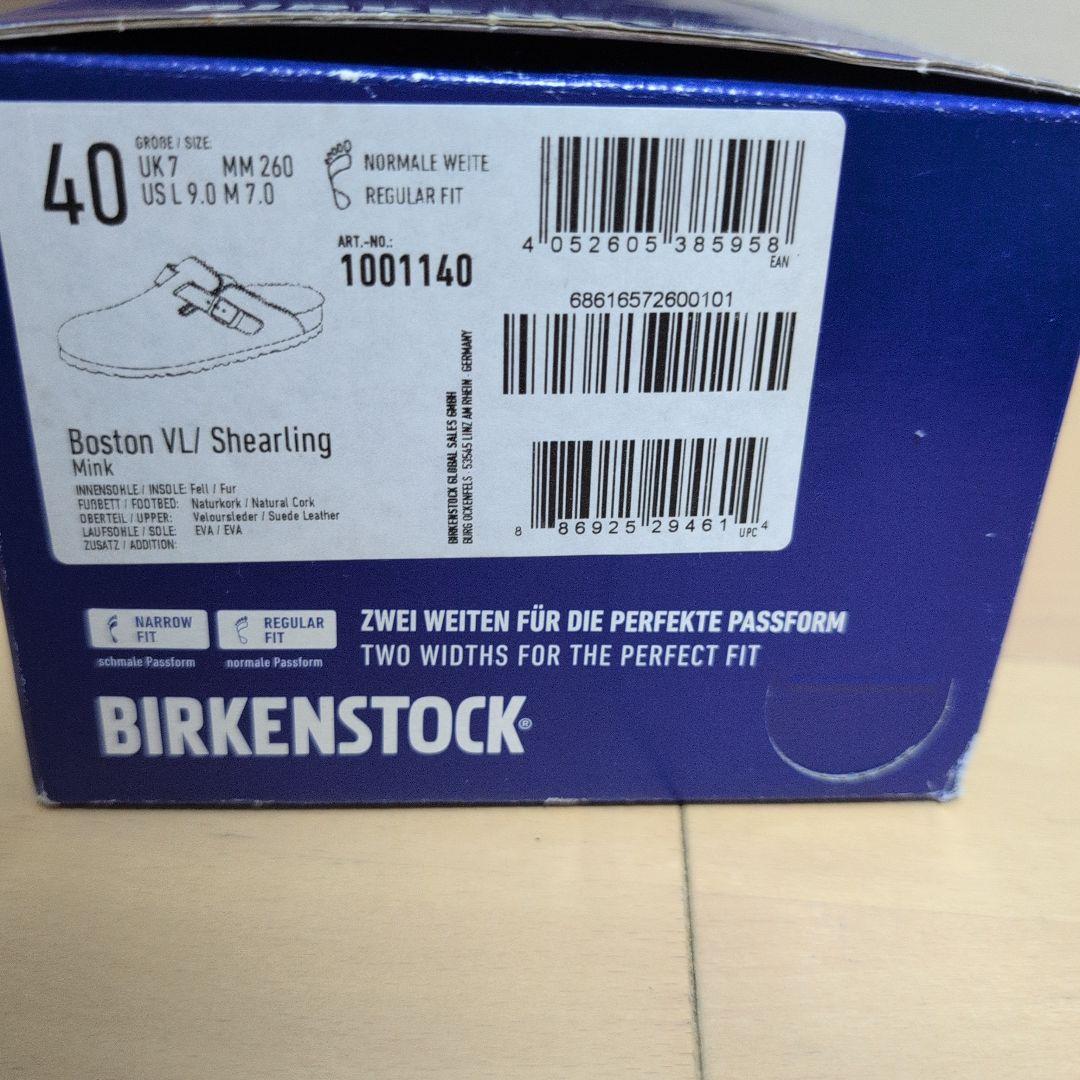 40
GRÖßE / SIZE:
UK 7 MM 260
US L 9.0 M 7.0
NORMALE WEITE
REGULAR FIT
ART.-NO.:
1001140
4 052605 385958
EAN
68616572600101
8 86925 29461 4
UPC
BIRKENSTOCK GLOBAL SALES GMBH
BURG OCKENFELS · 53545 LINZ AM RHEIN · GERMANY
Boston VL/ Shearling
Mink
INNENSOHLE / INSOLE: Fell / Fur
FUßBETT / FOOTBED: Naturkork / Natural Cork
OBERTEIL / UPPER: Veloursleder / Suede Leather
LAUFSOHLE / SOLE: EVA / EVA
ZUSATZ / ADDITION:
NARROW
FIT
schmale Passform
REGULAR
FIT
normale Passform
ZWEI WEITEN FÜR DIE PERFEKTE PASSFORM
TWO WIDTHS FOR THE PERFECT FIT
BIRKENSTOCK®